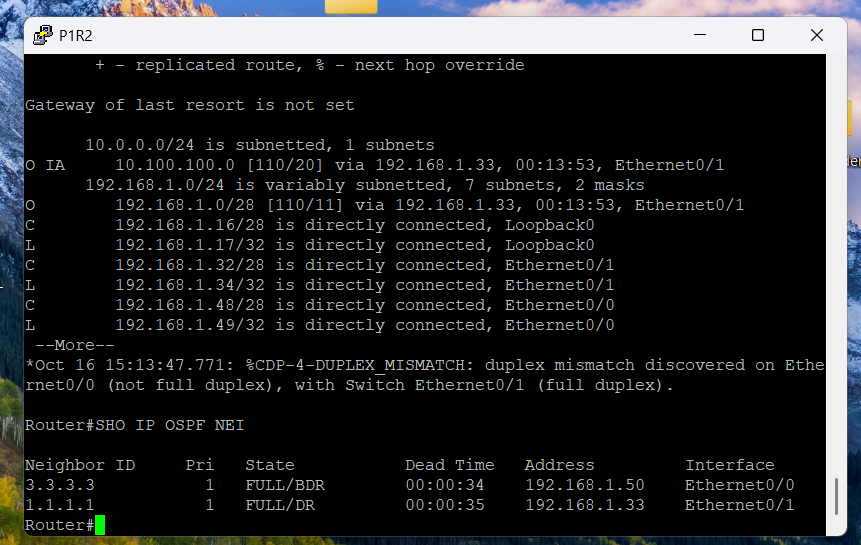 P1R2
+ - replicated route, % - next hop override
Gateway of last resort is not set
10.0.0.0/24 is subnetted, 1 subnets
O IA 10.100.100.0 [110/20] via 192.168.1.33, 00:13:53, Ethernet0/1
192.168.1.0/24 is variably subnetted, 7 subnets, 2 masks
O 192.168.1.0/28 [110/11] via 192.168.1.33, 00:13:53, Ethernet0/1
C 192.168.1.16/28 is directly connected, Loopback0
L 192.168.1.17/32 is directly connected, Loopback0
C 192.168.1.32/28 is directly connected, Ethernet0/1
L 192.168.1.34/32 is directly connected, Ethernet0/1
C 192.168.1.48/28 is directly connected, Ethernet0/0
L 192.168.1.49/32 is directly connected, Ethernet0/0
--More--
*Oct 16 15:13:47.771: %CDP-4-DUPLEX_MISMATCH: duplex mismatch discovered on Ethe
rnet0/0 (not full duplex), with Switch Ethernet0/1 (full duplex).
Router#SHO IP OSPF NEI
Neighbor ID Pri State Dead Time Address Interface
3.3.3.3 1 FULL/BDR 00:00:34 192.168.1.50 Ethernet0/0
1.1.1.1 1 FULL/DR 00:00:35 192.168.1.33 Ethernet0/1
Router#